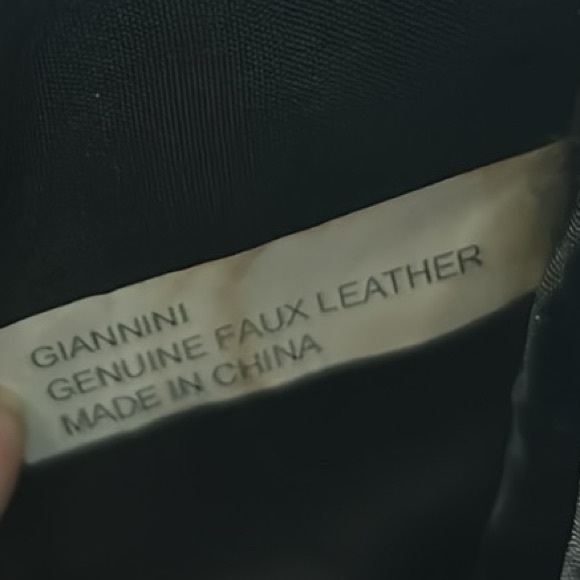 GIANNINI
GENUINE FAUX LEATHER
MADE IN CHINA